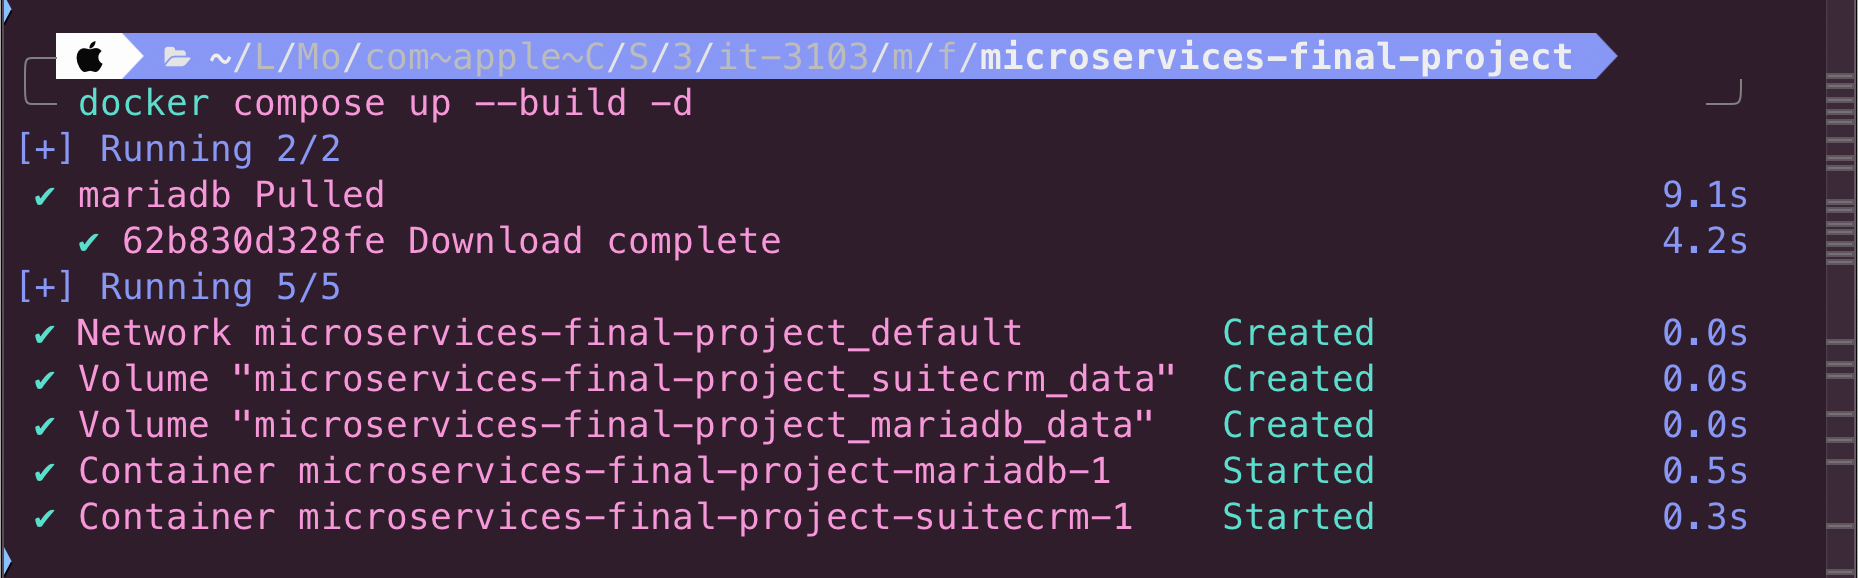 ~/L/Mo/com~apple~C/S/3/it-3103/m/f/microservices-final-project
docker compose up --build -d
[+] Running 2/2
✔ mariadb Pulled 9.1s
✔ 62b830d328fe Download complete 4.2s
[+] Running 5/5
✔ Network microservices-final-project_default Created 0.0s
✔ Volume "microservices-final-project_suitecrm_data" Created 0.0s
✔ Volume "microservices-final-project_mariadb_data" Created 0.0s
✔ Container microservices-final-project-mariadb-1 Started 0.5s
✔ Container microservices-final-project-suitecrm-1 Started 0.3s